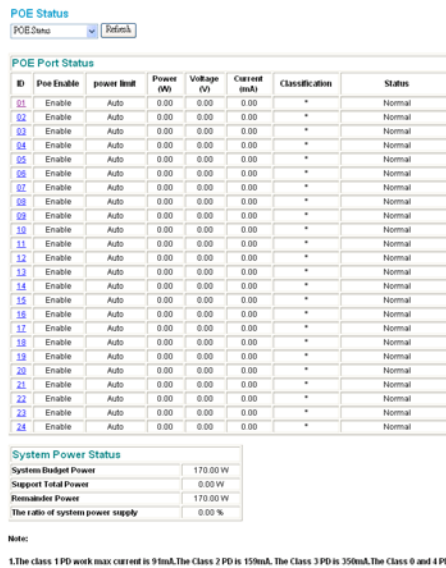 POE Status
POE Status Refresh
POE Port Status
ID Poe Enable power limit Power (W) Voltage (V) Current (mA) Classification Status
01 Enable Auto 0.00 0.00 0.00 * Normal
02 Enable Auto 0.00 0.00 0.00 * Normal
03 Enable Auto 0.00 0.00 0.00 * Normal
04 Enable Auto 0.00 0.00 0.00 * Normal
05 Enable Auto 0.00 0.00 0.00 * Normal
06 Enable Auto 0.00 0.00 0.00 * Normal
07 Enable Auto 0.00 0.00 0.00 * Normal
08 Enable Auto 0.00 0.00 0.00 * Normal
09 Enable Auto 0.00 0.00 0.00 * Normal
10 Enable Auto 0.00 0.00 0.00 * Normal
11 Enable Auto 0.00 0.00 0.00 * Normal
12 Enable Auto 0.00 0.00 0.00 * Normal
13 Enable Auto 0.00 0.00 0.00 * Normal
14 Enable Auto 0.00 0.00 0.00 * Normal
15 Enable Auto 0.00 0.00 0.00 * Normal
16 Enable Auto 0.00 0.00 0.00 * Normal
17 Enable Auto 0.00 0.00 0.00 * Normal
18 Enable Auto 0.00 0.00 0.00 * Normal
19 Enable Auto 0.00 0.00 0.00 * Normal
20 Enable Auto 0.00 0.00 0.00 * Normal
21 Enable Auto 0.00 0.00 0.00 * Normal
22 Enable Auto 0.00 0.00 0.00 * Normal
23 Enable Auto 0.00 0.00 0.00 * Normal
24 Enable Auto 0.00 0.00 0.00 * Normal
System Power Status
System Budget Power 170.00 W
Support Total Power 0.00 W
Remainder Power 170.00 W
The ratio of system power supply 0.00 %
Note:
1.The class 1 PD work max current is 91mA,The Class 2 PD is 159mA, The Class 3 PD is 350mA,The Class 0 and 4